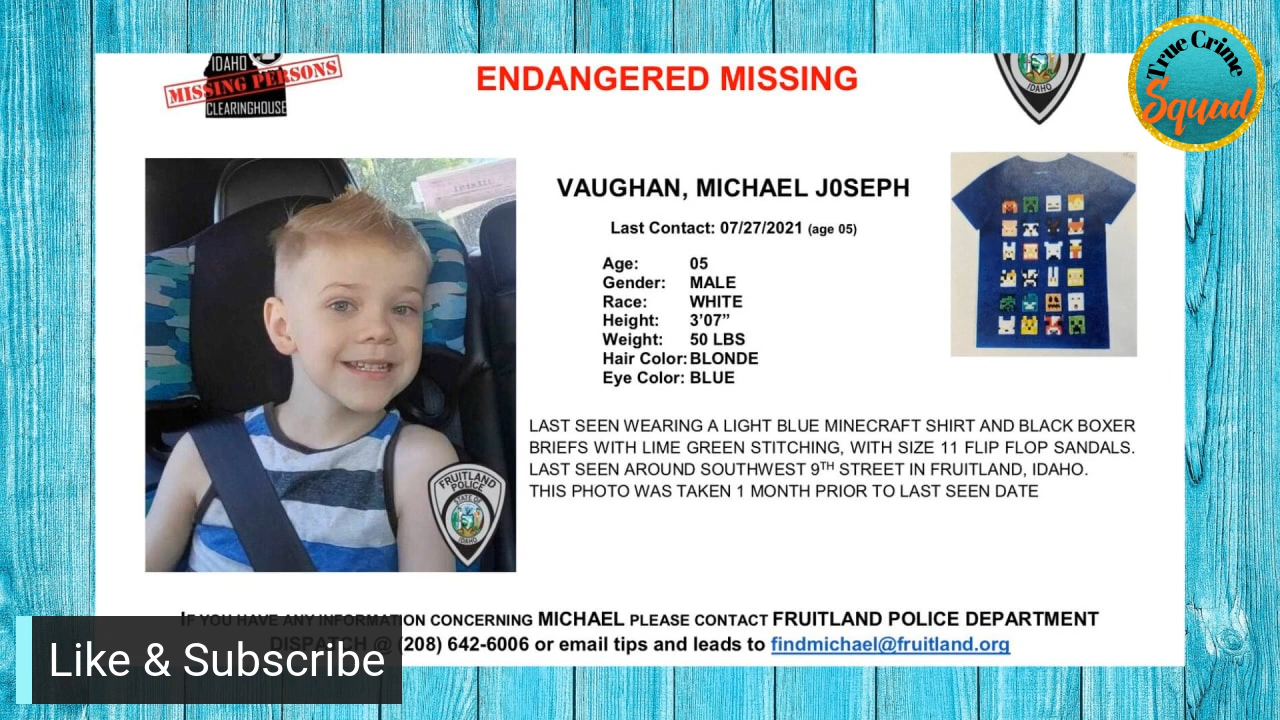 IDAHO
MISSING PERSONS
CLEARINGHOUSE
ENDANGERED MISSING
IDAHO
True Crime
Squad
VAUGHAN, MICHAEL J0SEPH
Last Contact: 07/27/2021 (age 05)
Age: 05
Gender: MALE
Race: WHITE
Height: 3’07”
Weight: 50 LBS
Hair Color: BLONDE
Eye Color: BLUE
LAST SEEN WEARING A LIGHT BLUE MINECRAFT SHIRT AND BLACK BOXER
BRIEFS WITH LIME GREEN STITCHING, WITH SIZE 11 FLIP FLOP SANDALS.
LAST SEEN AROUND SOUTHWEST 9TH STREET IN FRUITLAND, IDAHO.
THIS PHOTO WAS TAKEN 1 MONTH PRIOR TO LAST SEEN DATE
FRUITLAND
POLICE
STATE OF
IDAHO
IF YOU HAVE ANY INFORMATION CONCERNING MICHAEL PLEASE CONTACT FRUITLAND POLICE DEPARTMENT
DISPATCH @ (208) 642-6006 or email tips and leads to findmichael@fruitland.org
Like & Subscribe